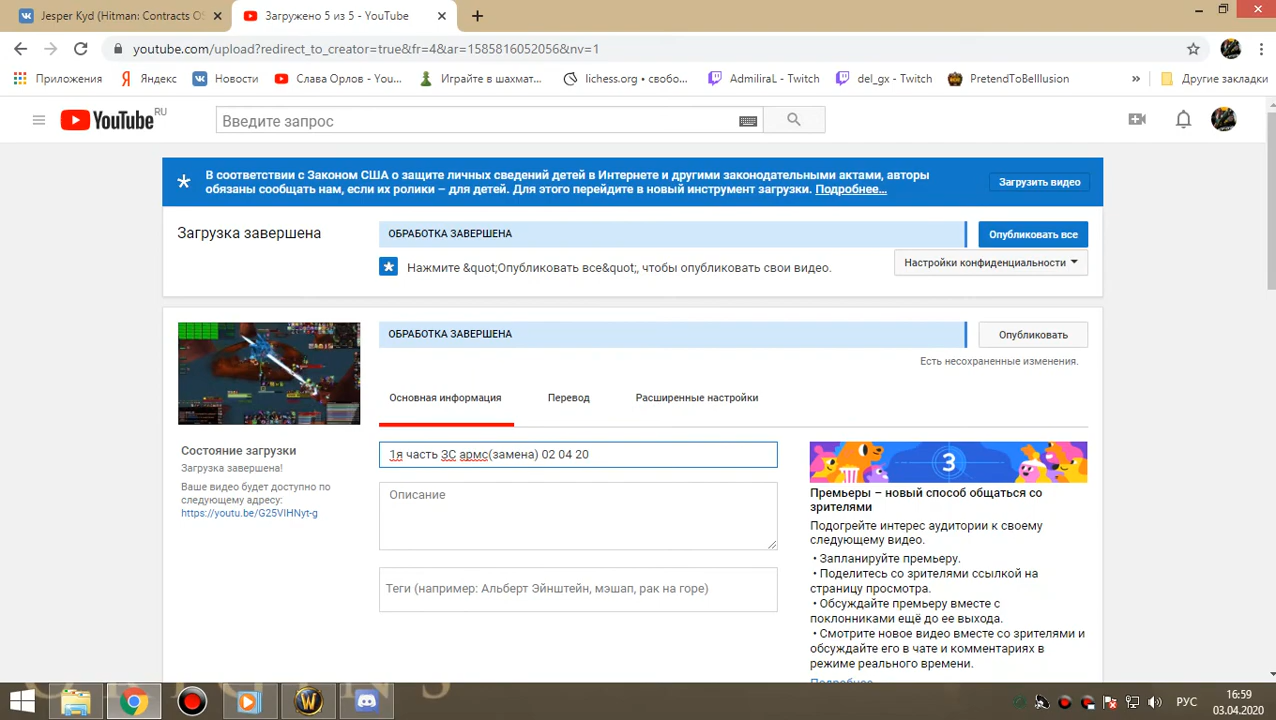 Jesper Kyd (Hitman: Contracts O
Загружено 5 из 5 - YouTube
youtube.com/upload?redirect_to_creator=true&fr=4&ar=1585816052056&nv=1
Приложения
Яндекс
Новости
Слава Орлов - You...
Играйте в шахмат...
lichess.org • свобо...
AdmiraL - Twitch
del_gx - Twitch
PretendToBeIllusion
»
Другие закладки
YouTube RU
Введите запрос
В соответствии с Законом США о защите личных сведений детей в Интернете и другими законодательными актами, авторы
обязаны сообщать нам, если их ролики – для детей. Для этого перейдите в новый инструмент загрузки. Подробнее...
Загрузить видео
Загрузка завершена
ОБРАБОТКА ЗАВЕРШЕНА
Опубликовать все
Нажмите &quot;Опубликовать все&quot;, чтобы опубликовать свои видео.
Настройки конфиденциальности
ОБРАБОТКА ЗАВЕРШЕНА
Опубликовать
Есть несохраненные изменения.
Основная информация
Перевод
Расширенные настройки
Состояние загрузки
Загрузка завершена!
Ваше видео будет доступно по
следующему адресу:
https://youtu.be/G25VIHNyt-g
1я часть ЗС армс(замена) 02 04 20
Описание
Теги (например: Альберт Эйнштейн, мэшап, рак на горе)
3
Премьеры – новый способ общаться со
зрителями
Подогрейте интерес аудитории к своему
следующему видео.
• Запланируйте премьеру.
• Поделитесь со зрителями ссылкой на
страницу просмотра.
• Обсуждайте премьеру вместе с
поклонниками ещё до ее выхода.
• Смотрите новое видео вместе со зрителями и
обсуждайте его в чате и комментариях в
режиме реального времени.
РУС
16:59
03.04.2020